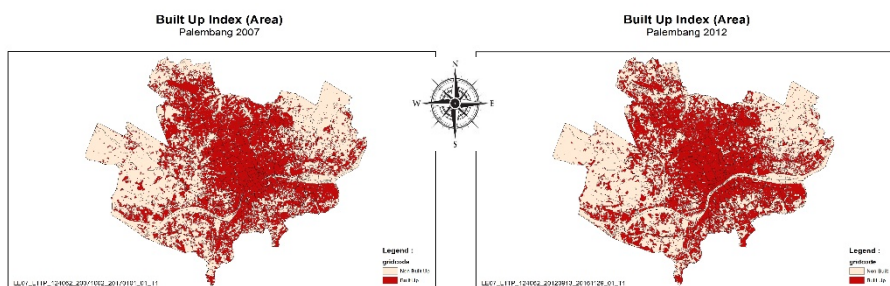 Built Up Index (Area)
Palembang 2007
Built Up Index (Area)
Palembang 2012
N
W
E
S
Legend :
gridcode
Non Built Up
Built Up
Legend :
gridcode
Non Built
Built Up